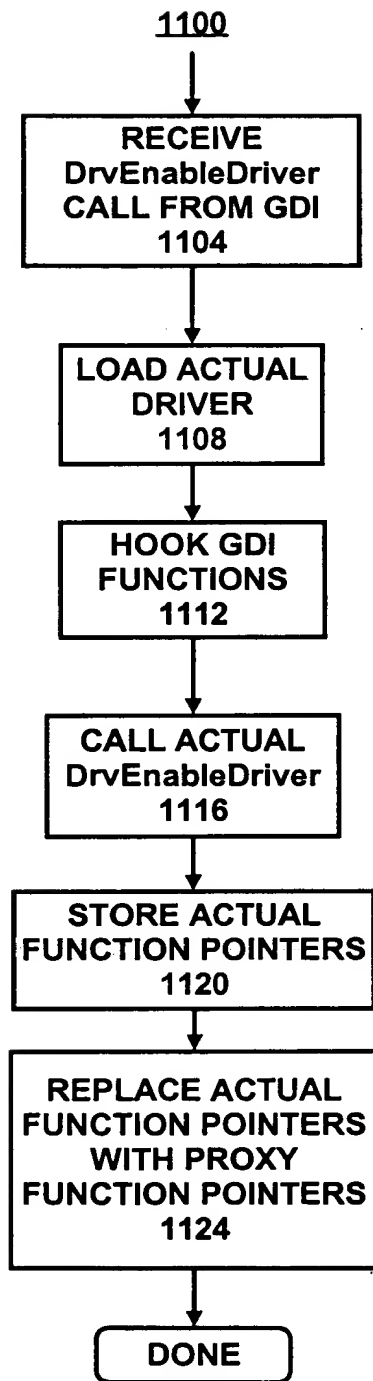 1100
RECEIVE
DrvEnableDriver
CALL FROM GDI
1104
LOAD ACTUAL
DRIVER
1108
HOOK GDI
FUNCTIONS
1112
CALL ACTUAL
DrvEnableDriver
1116
STORE ACTUAL
FUNCTION POINTERS
1120
REPLACE ACTUAL
FUNCTION POINTERS
WITH PROXY
FUNCTION POINTERS
1124
DONE